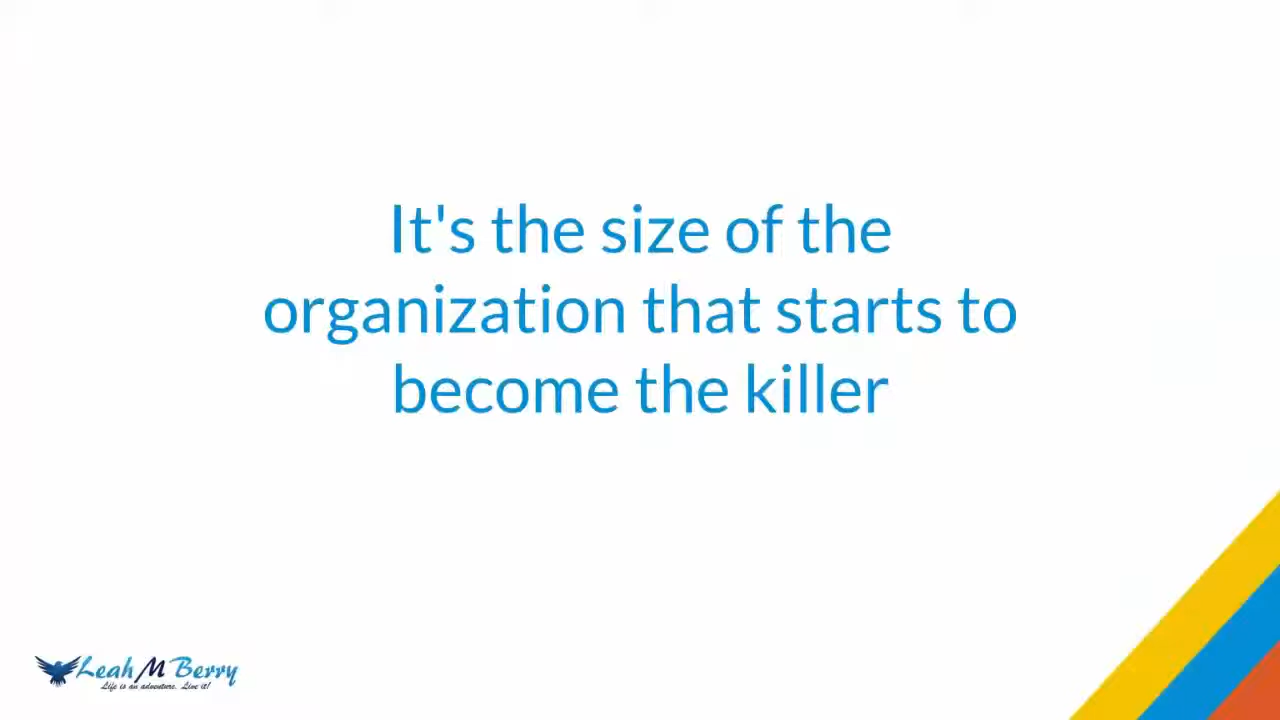 It's the size of the
organization that starts to
become the killer
Leah M Berry
Life is an adventure. Live it!